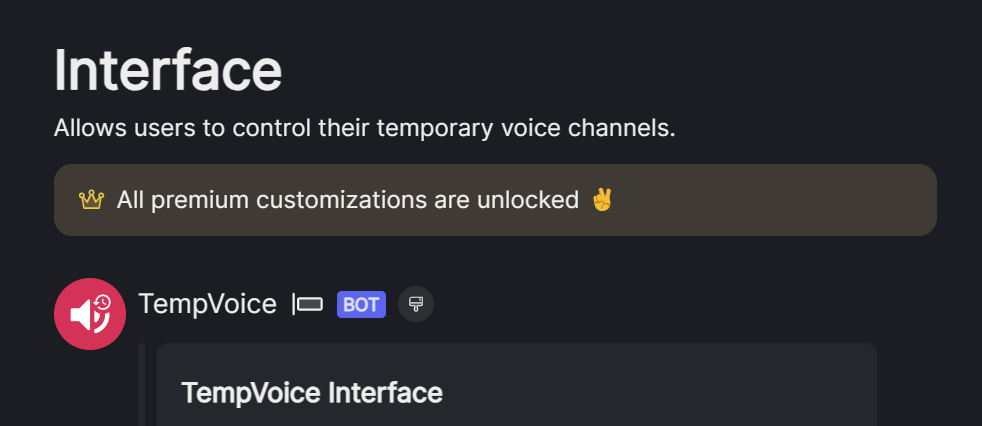 Interface
Allows users to control their temporary voice channels.
All premium customizations are unlocked ✌️
TempVoice BOT
TempVoice Interface